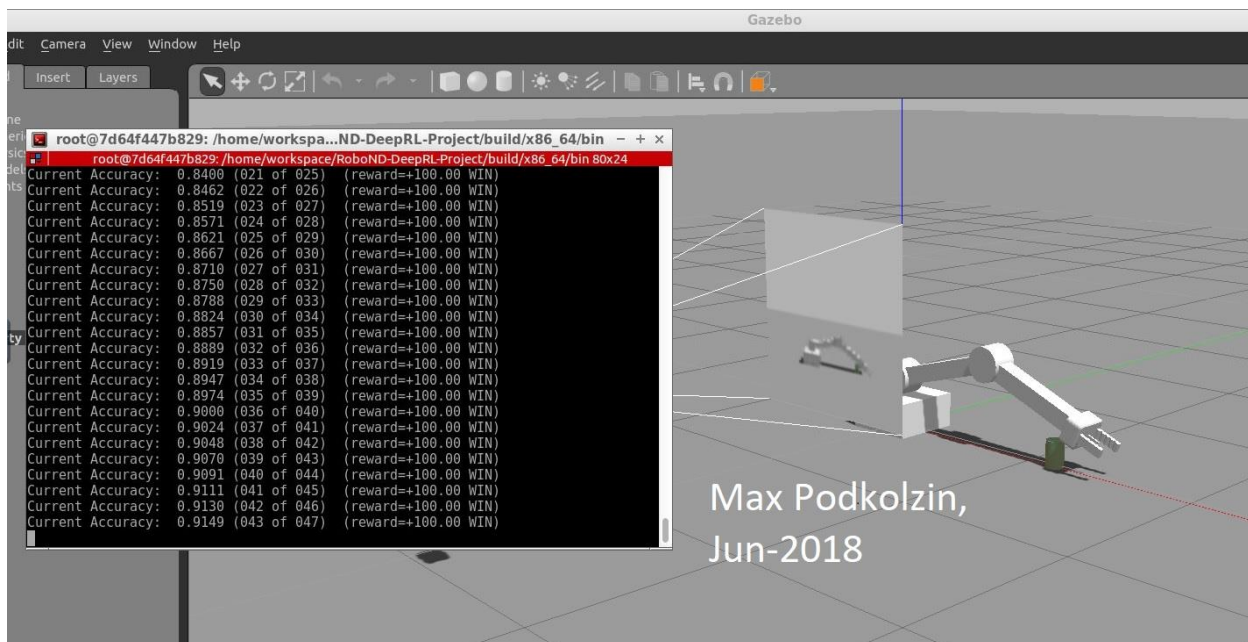 Gazebo
dit Camera View Window Help
Insert Layers
root@7d64f447b829: /home/workspa...ND-DeepRL-Project/build/x86_64/bin
root@7d64f447b829: /home/workspace/RoboND-DeepRL-Project/build/x86_64/bin 80x24
Current Accuracy: 0.8400 (021 of 025) (reward=+100.00 WIN)
Current Accuracy: 0.8462 (022 of 026) (reward=+100.00 WIN)
Current Accuracy: 0.8519 (023 of 027) (reward=+100.00 WIN)
Current Accuracy: 0.8571 (024 of 028) (reward=+100.00 WIN)
Current Accuracy: 0.8621 (025 of 029) (reward=+100.00 WIN)
Current Accuracy: 0.8667 (026 of 030) (reward=+100.00 WIN)
Current Accuracy: 0.8710 (027 of 031) (reward=+100.00 WIN)
Current Accuracy: 0.8750 (028 of 032) (reward=+100.00 WIN)
Current Accuracy: 0.8788 (029 of 033) (reward=+100.00 WIN)
Current Accuracy: 0.8824 (030 of 034) (reward=+100.00 WIN)
Current Accuracy: 0.8857 (031 of 035) (reward=+100.00 WIN)
Current Accuracy: 0.8889 (032 of 036) (reward=+100.00 WIN)
Current Accuracy: 0.8919 (033 of 037) (reward=+100.00 WIN)
Current Accuracy: 0.8947 (034 of 038) (reward=+100.00 WIN)
Current Accuracy: 0.8974 (035 of 039) (reward=+100.00 WIN)
Current Accuracy: 0.9000 (036 of 040) (reward=+100.00 WIN)
Current Accuracy: 0.9024 (037 of 041) (reward=+100.00 WIN)
Current Accuracy: 0.9048 (038 of 042) (reward=+100.00 WIN)
Current Accuracy: 0.9070 (039 of 043) (reward=+100.00 WIN)
Current Accuracy: 0.9091 (040 of 044) (reward=+100.00 WIN)
Current Accuracy: 0.9111 (041 of 045) (reward=+100.00 WIN)
Current Accuracy: 0.9130 (042 of 046) (reward=+100.00 WIN)
Current Accuracy: 0.9149 (043 of 047) (reward=+100.00 WIN)
Max Podkolzin,
Jun-2018